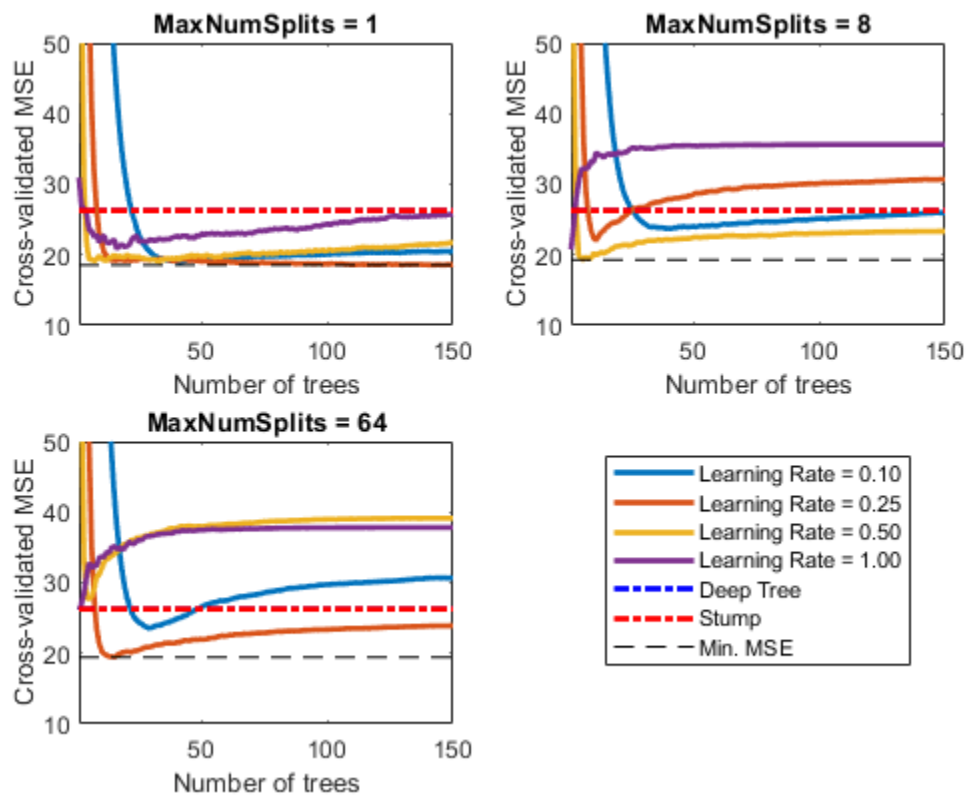 MaxNumSplits = 1
50
40
30
20
10
Cross-validated MSE
50
100
150
Number of trees
MaxNumSplits = 8
50
40
30
20
10
Cross-validated MSE
50
100
150
Number of trees
MaxNumSplits = 64
50
40
30
20
10
Cross-validated MSE
50
100
150
Number of trees
Learning Rate = 0.10
Learning Rate = 0.25
Learning Rate = 0.50
Learning Rate = 1.00
Deep Tree
Stump
Min. MSE